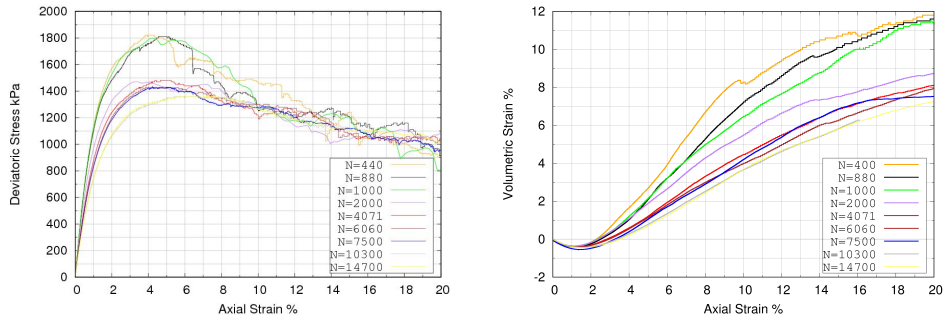 2000
1800
1600
1400
1200
1000
800
600
400
200
0
Deviatoric Stress kPa
N=440
N=880
N=1000
N=2000
N=4071
N=6060
N=7500
N=10300
N=14700
0 2 4 6 8 10 12 14 16 18 20
Axial Strain %
12
10
8
6
4
2
0
-2
Volumetric Strain %
N=400
N=880
N=1000
N=2000
N=4071
N=6060
N=7500
N=10300
N=14700
0 2 4 6 8 10 12 14 16 18 20
Axial Strain %